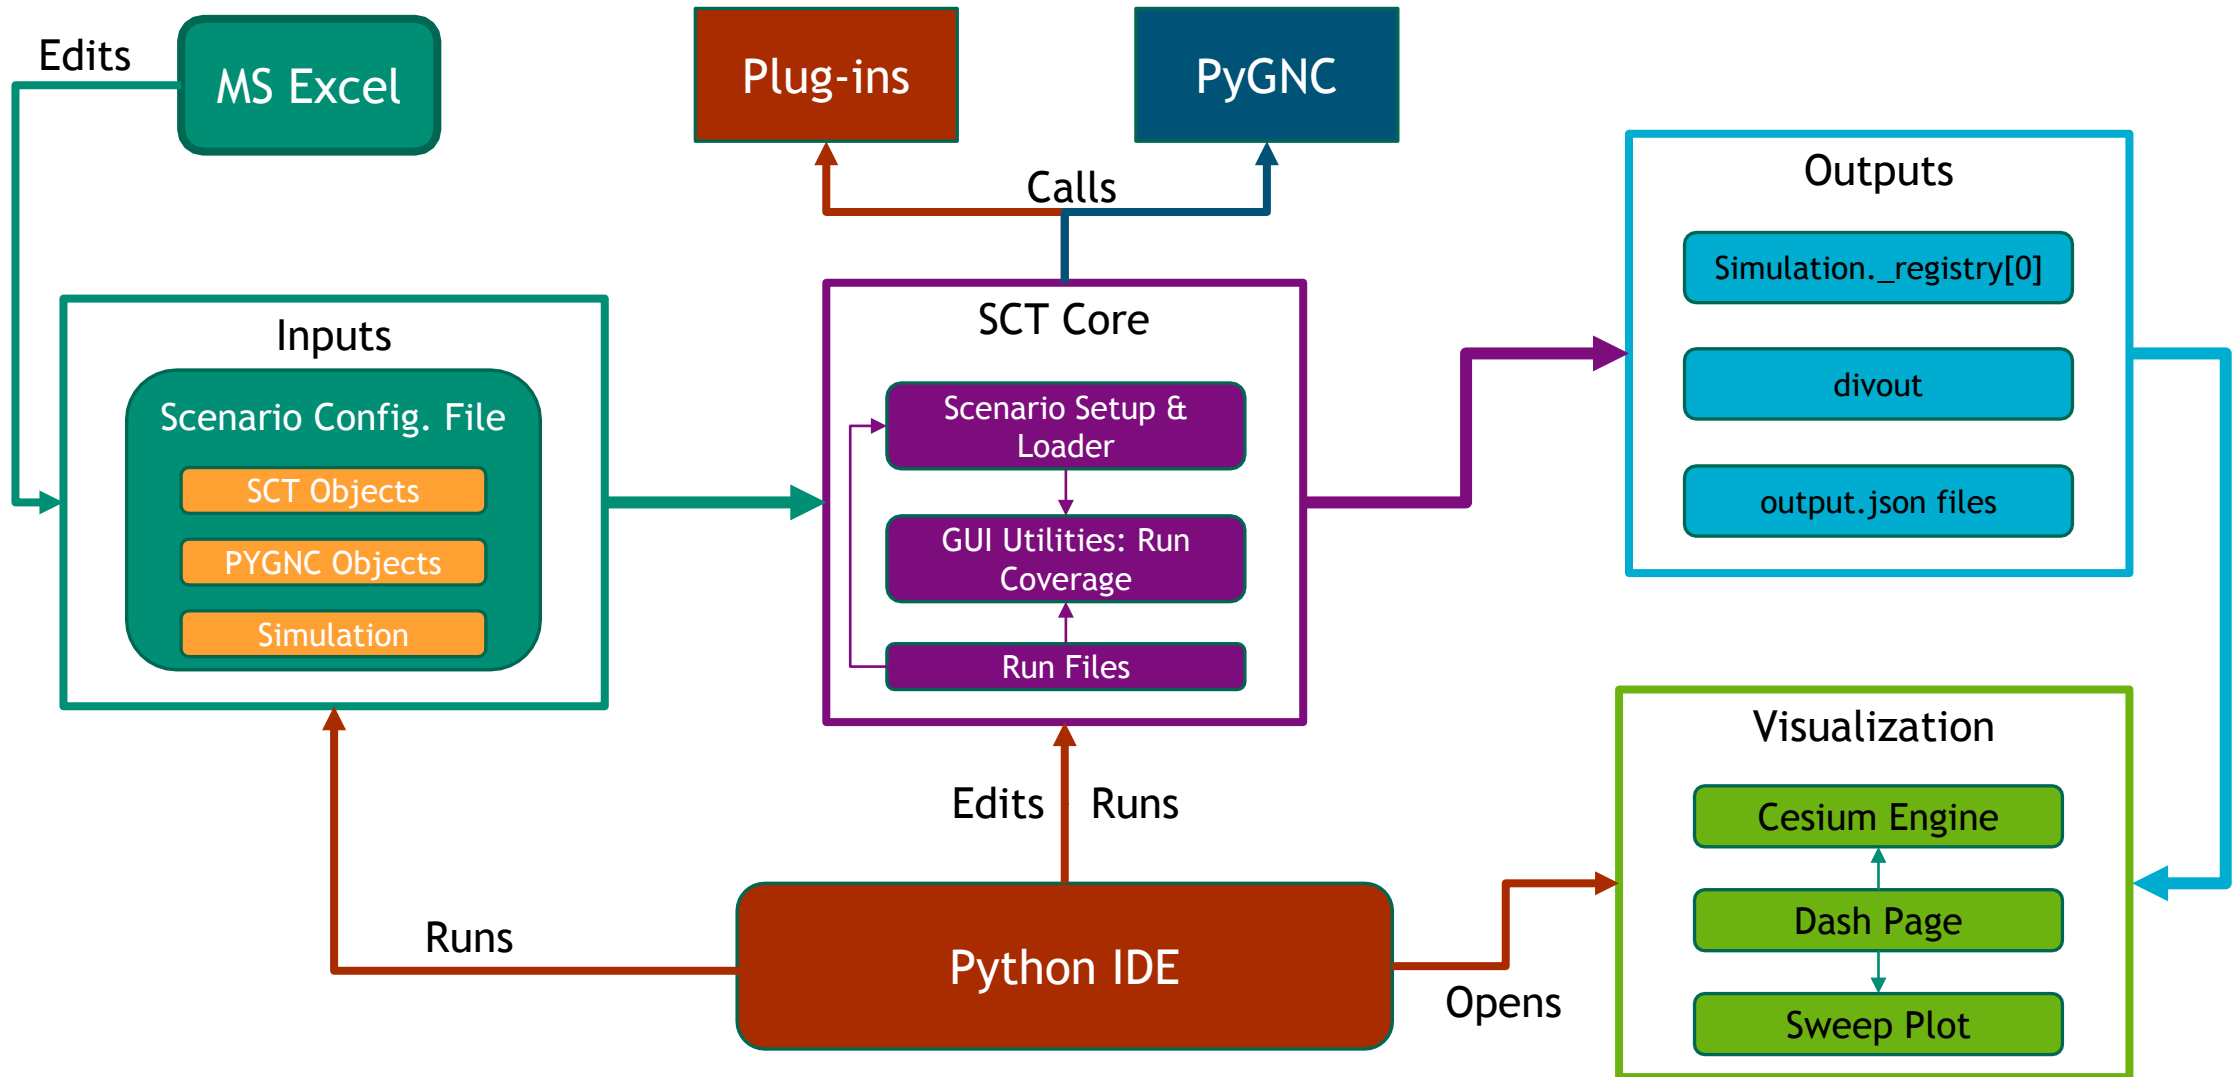 Edits
MS Excel
Plug-ins
PyGNC
Calls
Inputs
Scenario Config. File
SCT Objects
PYGNC Objects
Simulation
SCT Core
Scenario Setup &
Loader
GUI Utilities: Run
Coverage
Run Files
Outputs
Simulation._registry[0]
divout
output.json files
Visualization
Cesium Engine
Dash Page
Sweep Plot
Edits
Runs
Runs
Python IDE
Opens